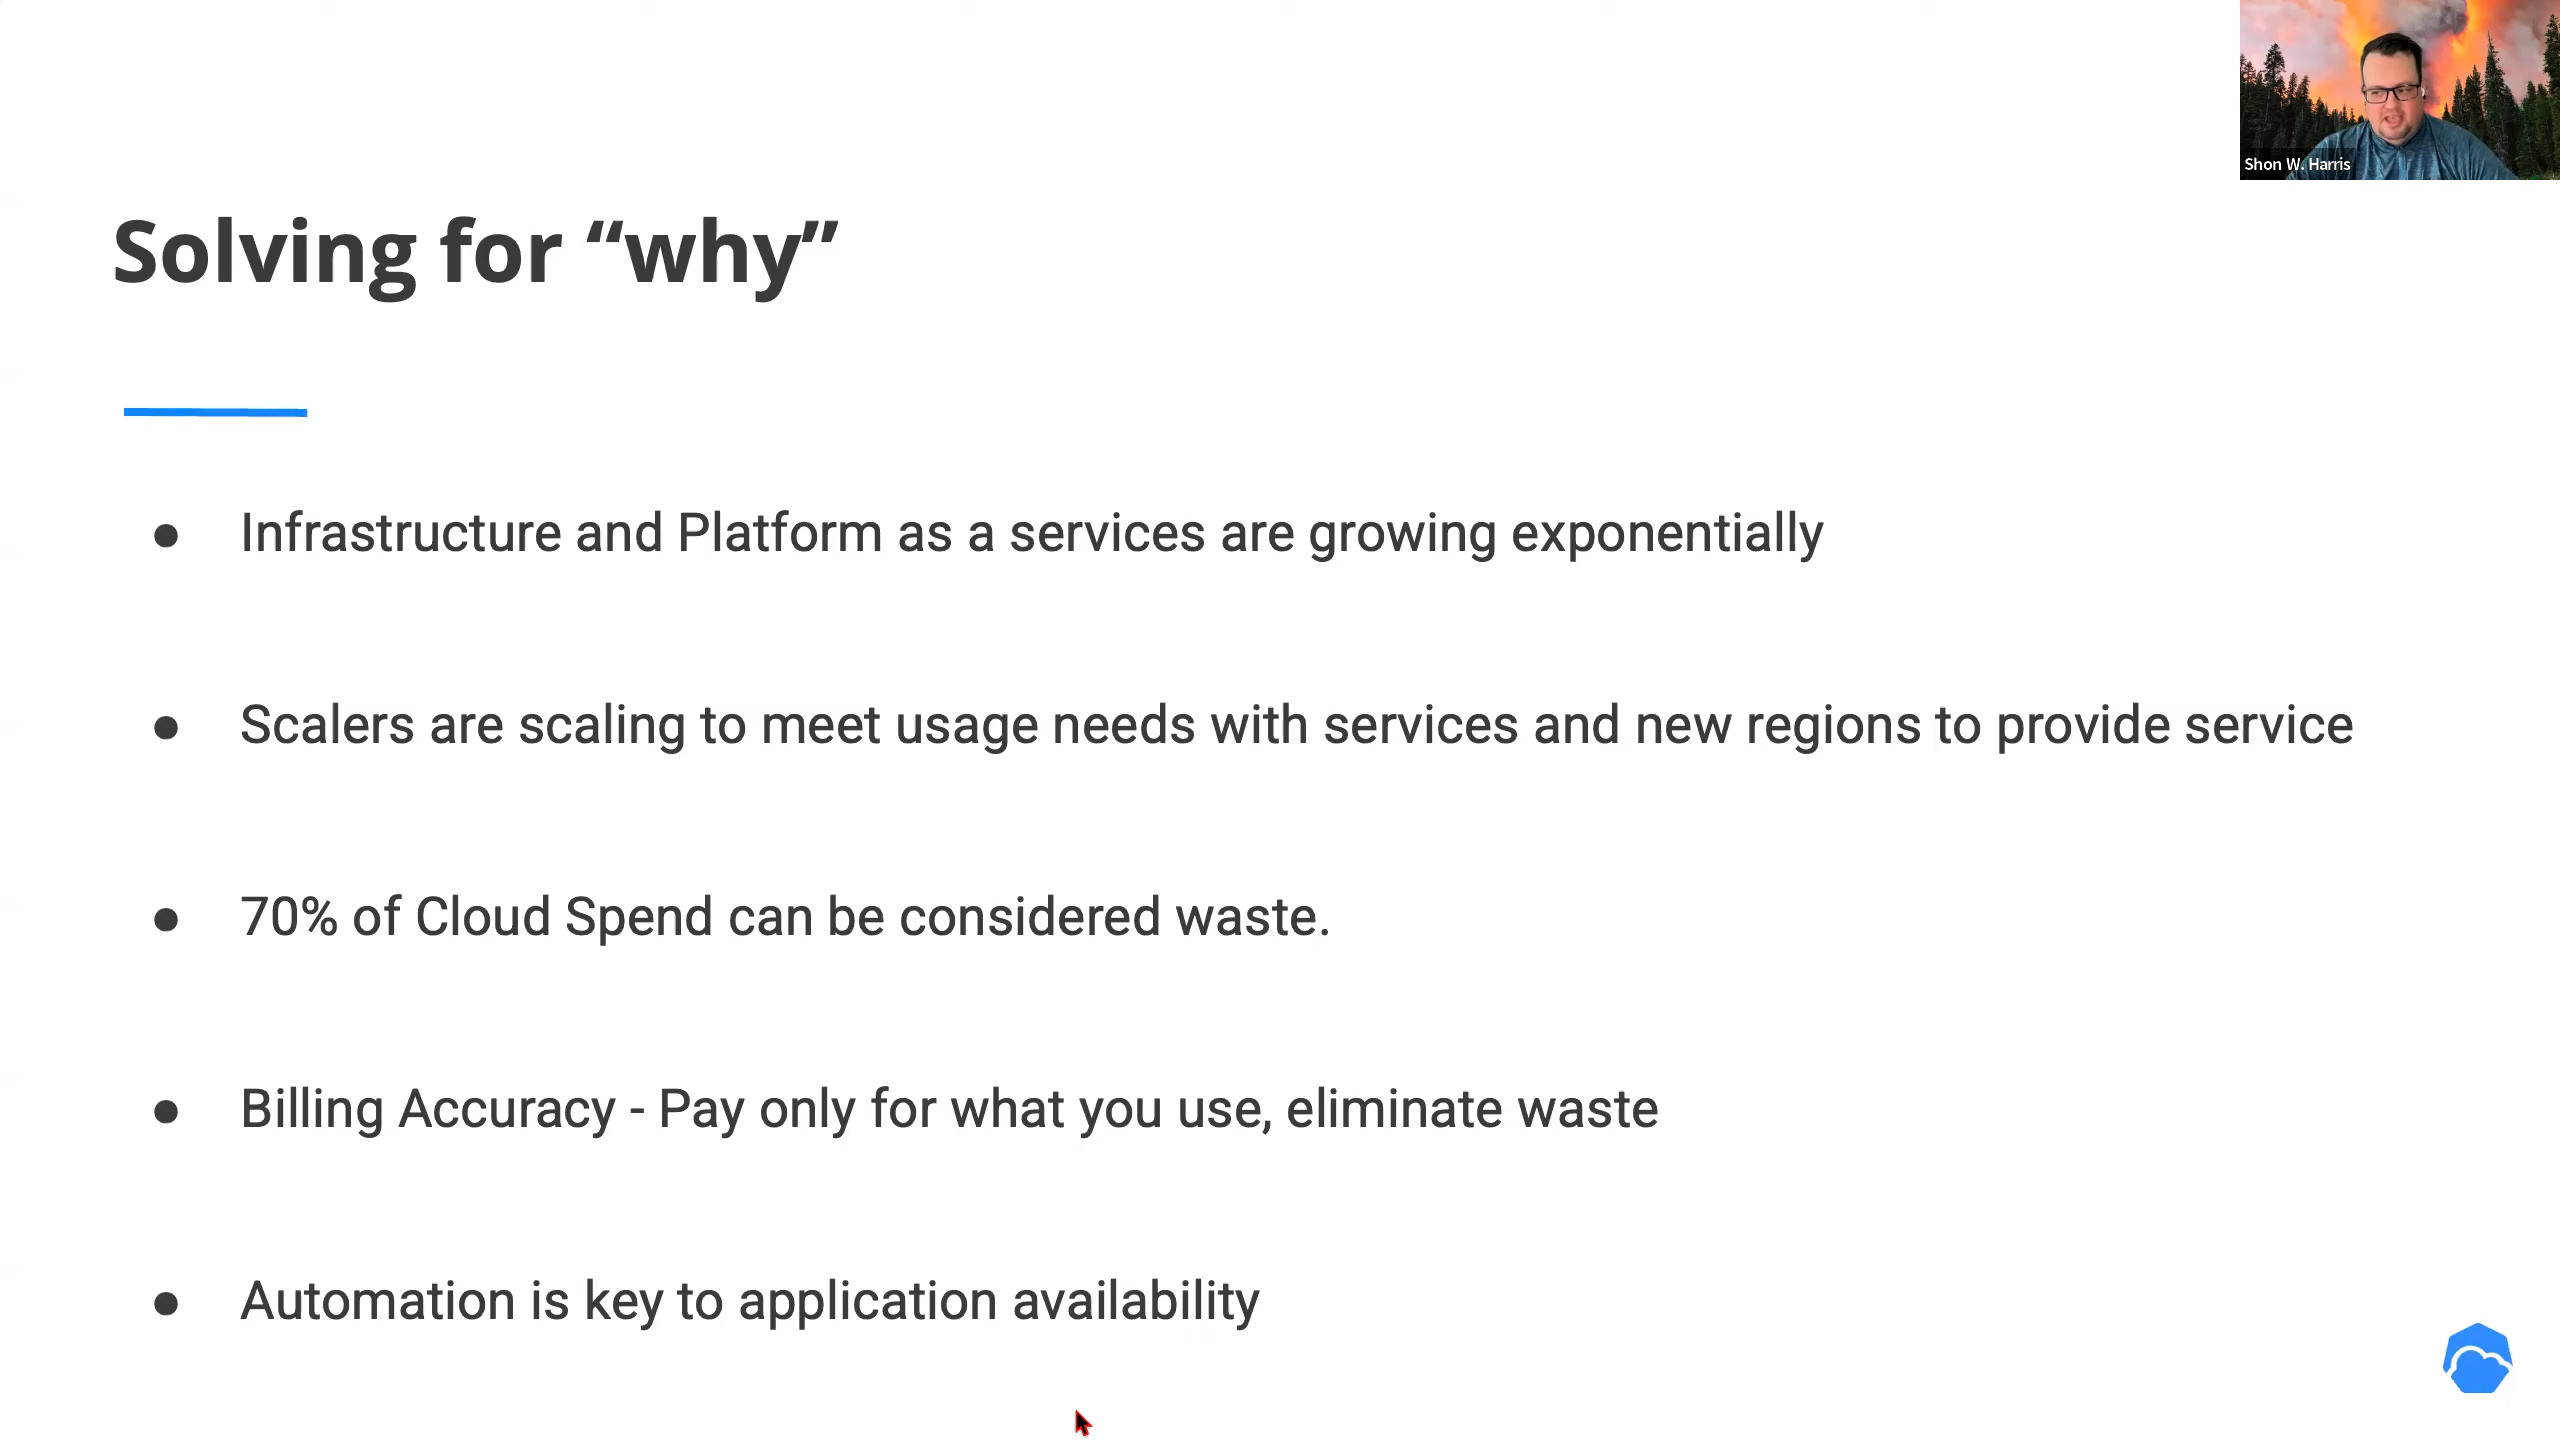 Shon W. Harris
Solving for “why”
● Infrastructure and Platform as a services are growing exponentially
● Scalers are scaling to meet usage needs with services and new regions to provide service
● 70% of Cloud Spend can be considered waste.
● Billing Accuracy - Pay only for what you use, eliminate waste
● Automation is key to application availability